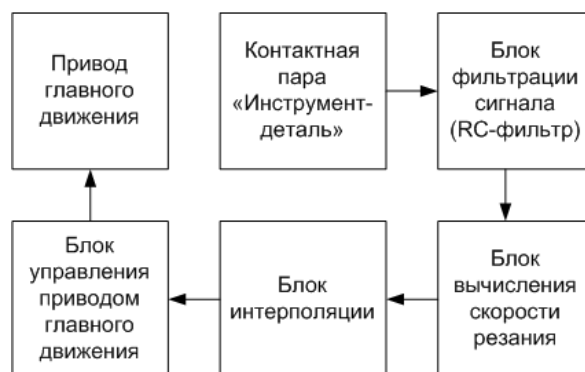 Привод
главного
движения
Контактная
пара
«Инструмент-
деталь»
Блок
фильтрации
сигнала
(RC-фильтр)
Блок
управления
приводом
главного
движения
Блок
интерполяции
Блок
вычисления
скорости
резания